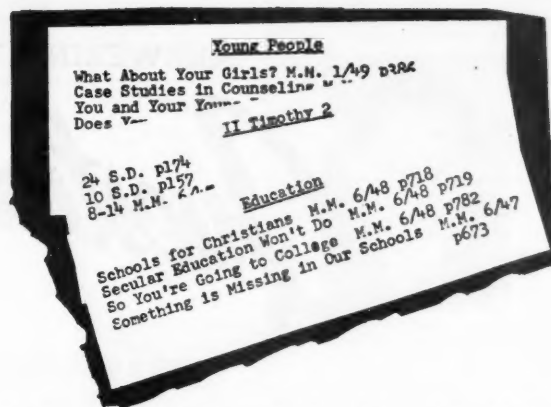 Young People
What About Your Girls? M.M. 1/49
Case Studies in Counseling
You and Your
Does
II Timothy 2
24 S.D. p174
10 S.D. p157
8-14 M.M.
Education
Schools for Christians M.M. 6/48 p718
Secular Education Won't Do M.M. 6/48 p719
So You're Going to College M.M. 6/48 p782
Something is Missing in Our Schools M.M. 6/47
p673